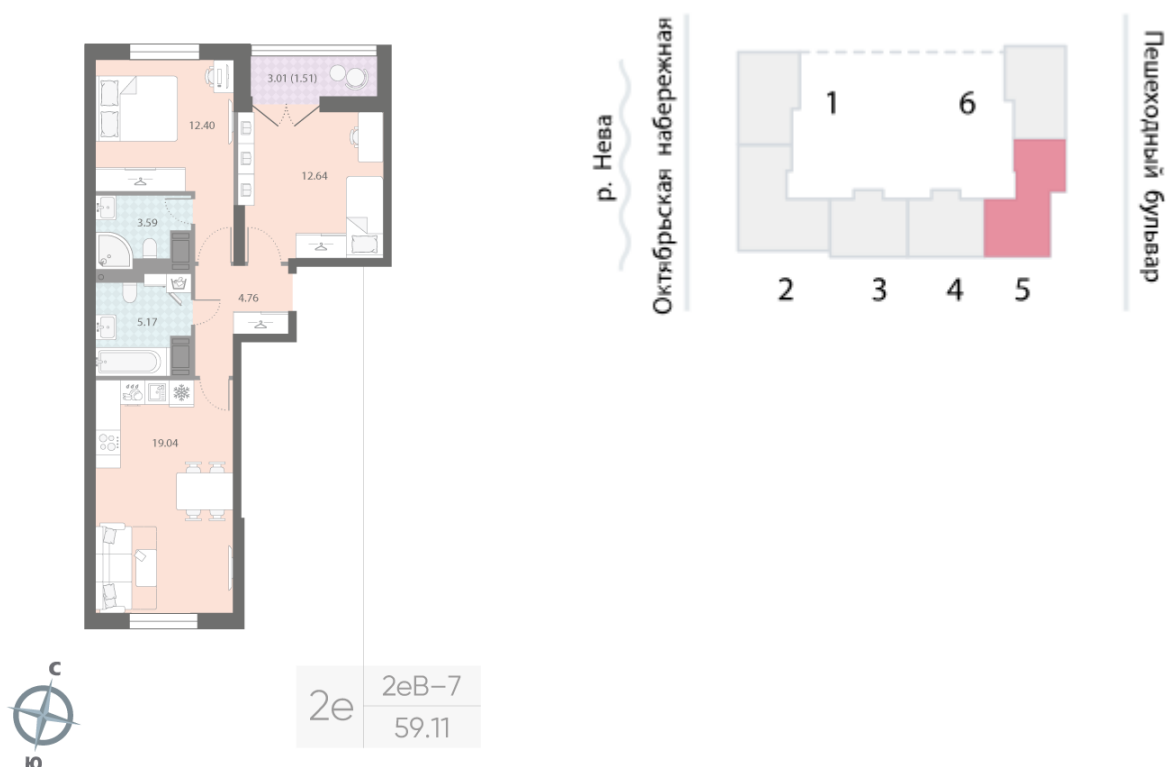 3.01 (1.51)
12.40
12.64
3.59
4.76
5.17
19.04
С
Ю
2е
2еВ–7
59.11
р. Нева
Октябрьская набережная
1
6
2
3
4
5
Пешеходный бульвар